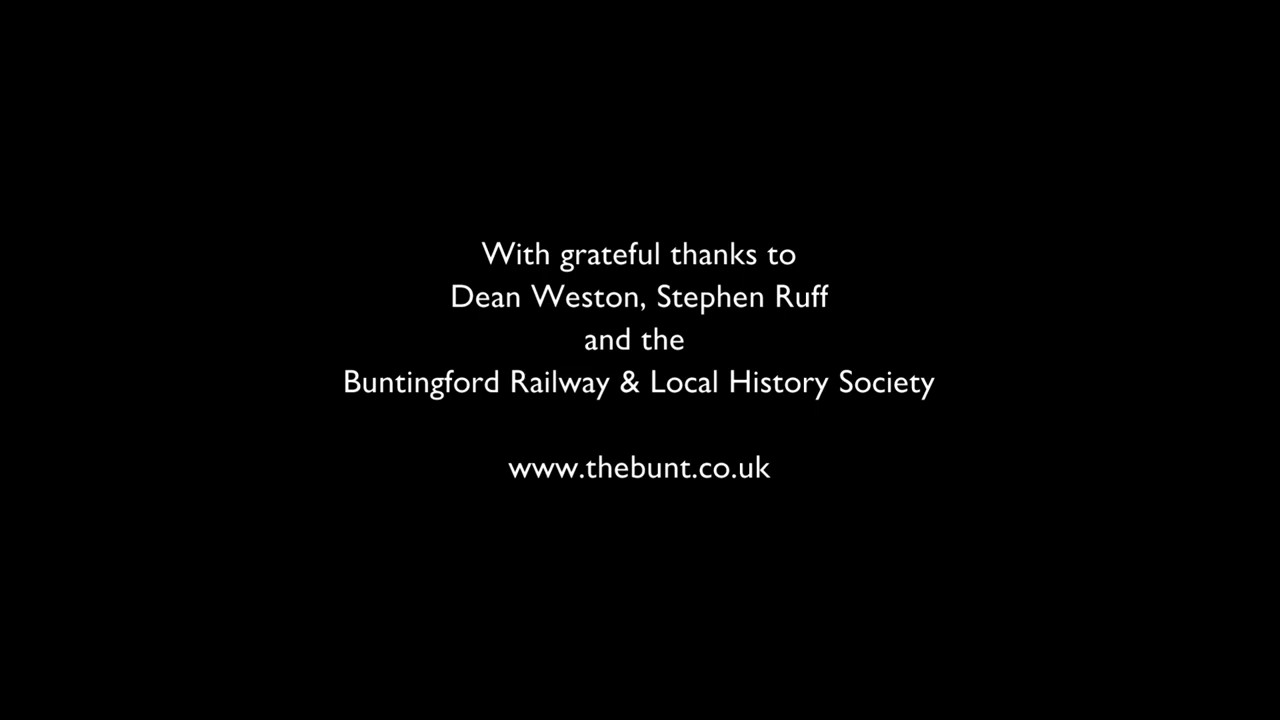 With grateful thanks to
Dean Weston, Stephen Ruff
and the
Buntingford Railway & Local History Society
www.thebunt.co.uk